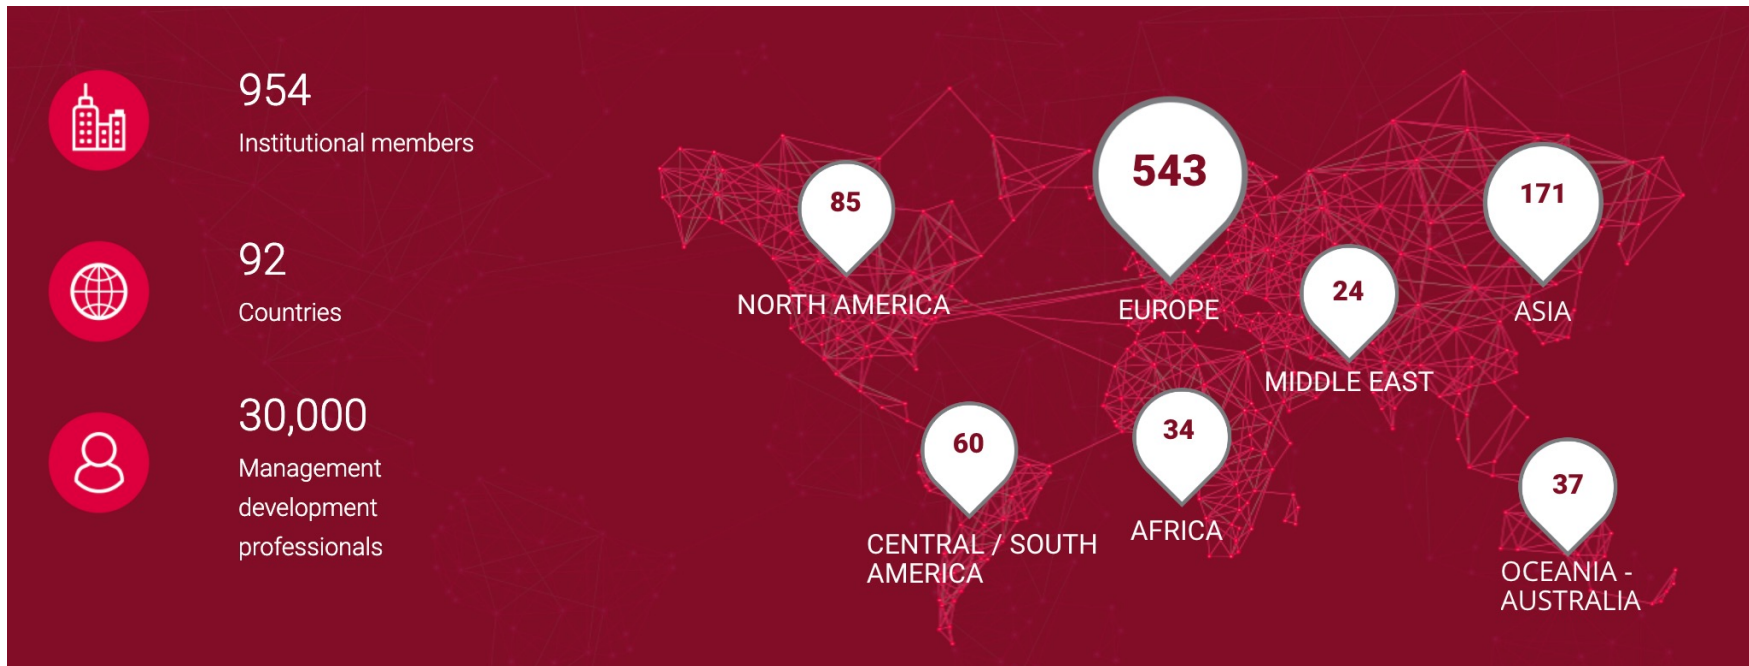 954
Institutional members
92
Countries
30,000
Management
development
professionals
85
NORTH AMERICA
543
EUROPE
171
ASIA
24
MIDDLE EAST
60
CENTRAL / SOUTH
AMERICA
34
AFRICA
37
OCEANIA -
AUSTRALIA